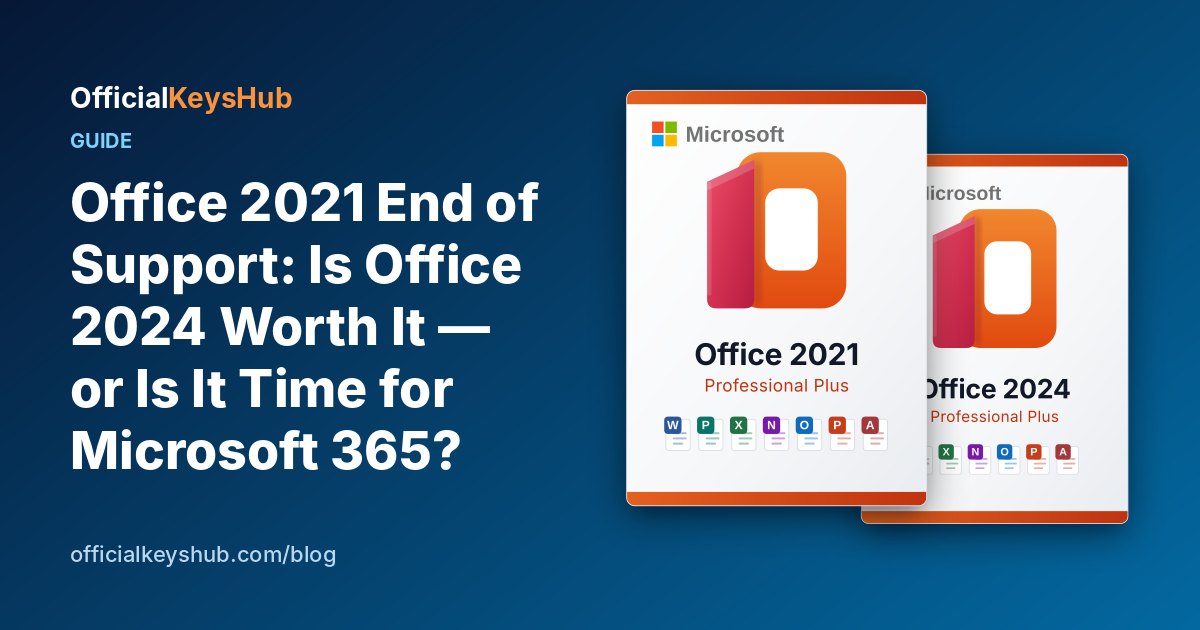 OfficialKeysHub
GUIDE
Office 2021 End of
Support: Is Office
2024 Worth It —
or Is It Time for
Microsoft 365?
officialkeyshub.com/blog
Microsoft
Office 2021
Professional Plus
W P X N O P A
icrosoft
Office 2024
Professional Plus
X N O P A